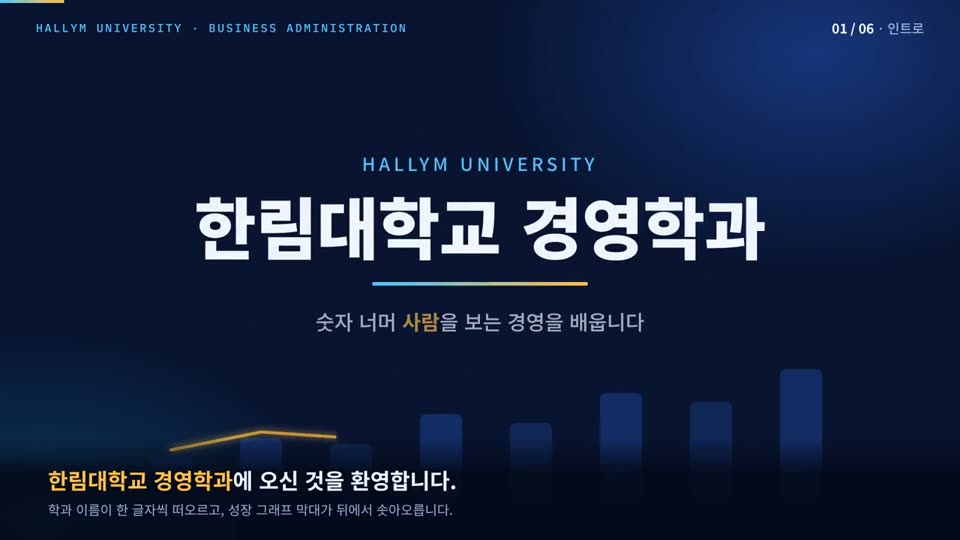 HALLYM UNIVERSITY · BUSINESS ADMINISTRATION
01 / 06 · 인트로
HALLYM UNIVERSITY
한림대학교 경영학과
숫자 너머 사람을 보는 경영을 배웁니다
한림대학교 경영학과에 오신 것을 환영합니다.
학과 이름이 한 글자씩 떠오르고, 성장 그래프 막대가 뒤에서 솟아오릅니다.